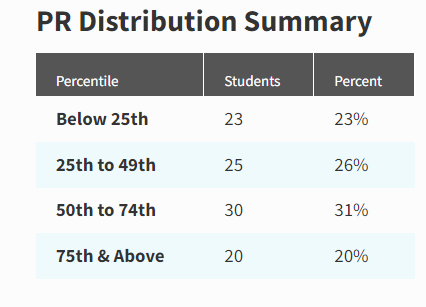 PR Distribution Summary
Percentile Students Percent
Below 25th 23 23%
25th to 49th 25 26%
50th to 74th 30 31%
75th & Above 20 20%